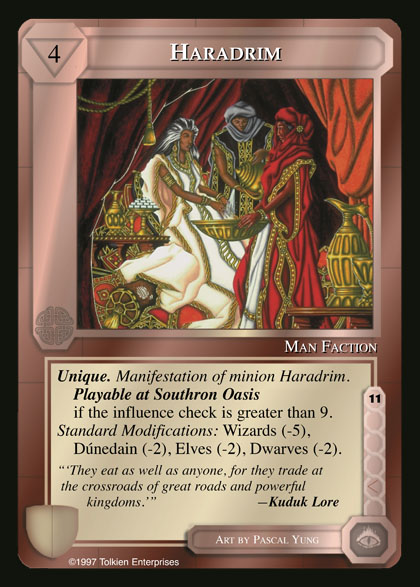 4
HARADRIM
MAN FACTION
Unique. Manifestation of minion Haradrim.
Playable at Southron Oasis
if the influence check is greater than 9.
Standard Modifications: Wizards (-5),
Dúnedain (-2), Elves (-2), Dwarves (-2).
“‘They eat as well as anyone, for they trade at
the crossroads of great roads and powerful
kingdoms.’”
—Kuduk Lore
11
ART BY PASCAL YUNG
©1997 Tolkien Enterprises